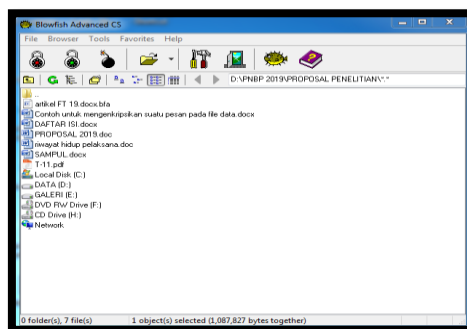 Blowfish Advanced CS
File Browser Tools Favorites Help
D:\PNBP 2019\PROPOSAL PENELITIAN\*.*
..
artikel FT 19.docx.bfa
Contoh untuk mengenkripsikan suatu pesan pada file data.docx
DAFTAR ISI.docx
PROPOSAL 2019.doc
riwayat hidup pelaksana.doc
SAMPUL.docx
T-11.pdf
Local Disk (C:)
DATA (D:)
GALERI (E:)
DVD RW Drive (F:)
CD Drive (H:)
Network
0 folder(s), 7 file(s) 1 object(s) selected (1,087,827 bytes together)